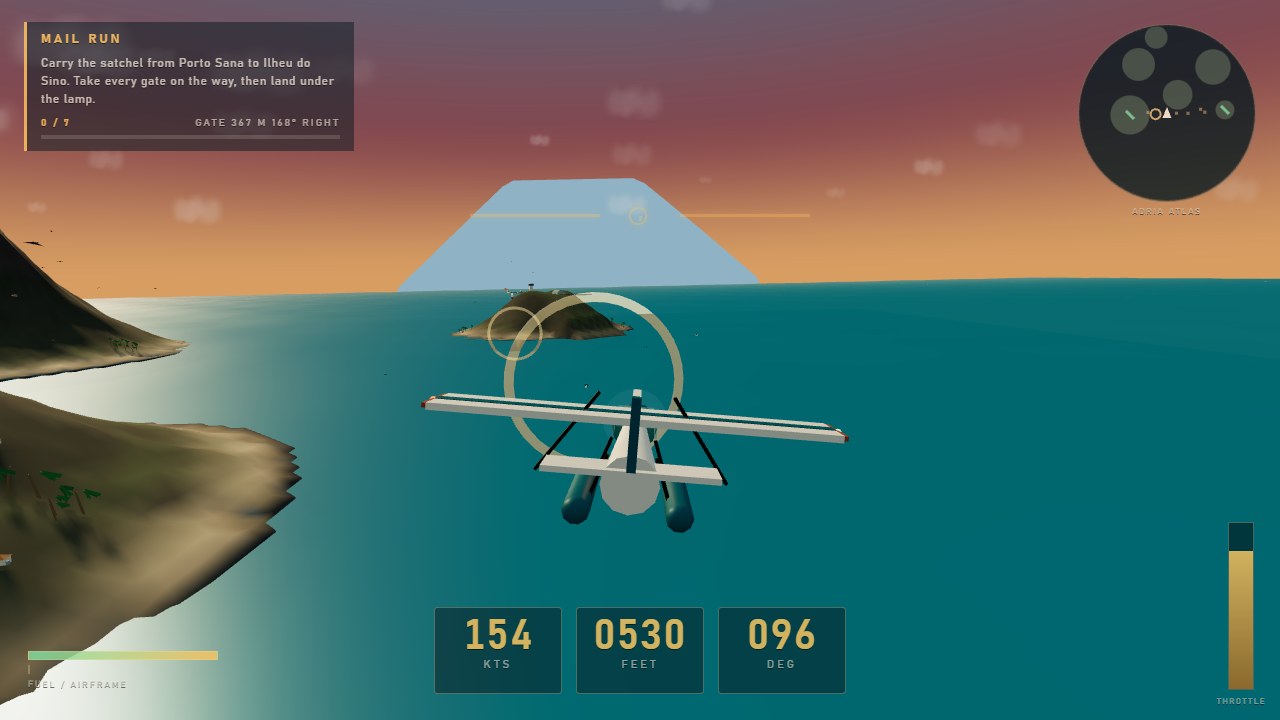 MAIL RUN
Carry the satchel from Porto Sana to Ilheu do
Sino. Take every gate on the way, then land under
the lamp.
0 / 7
GATE 367 M 168° RIGHT
ADRIA ATLAS
154
KTS
0530
FEET
096
DEG
FUEL / AIRFRAME
THROTTLE